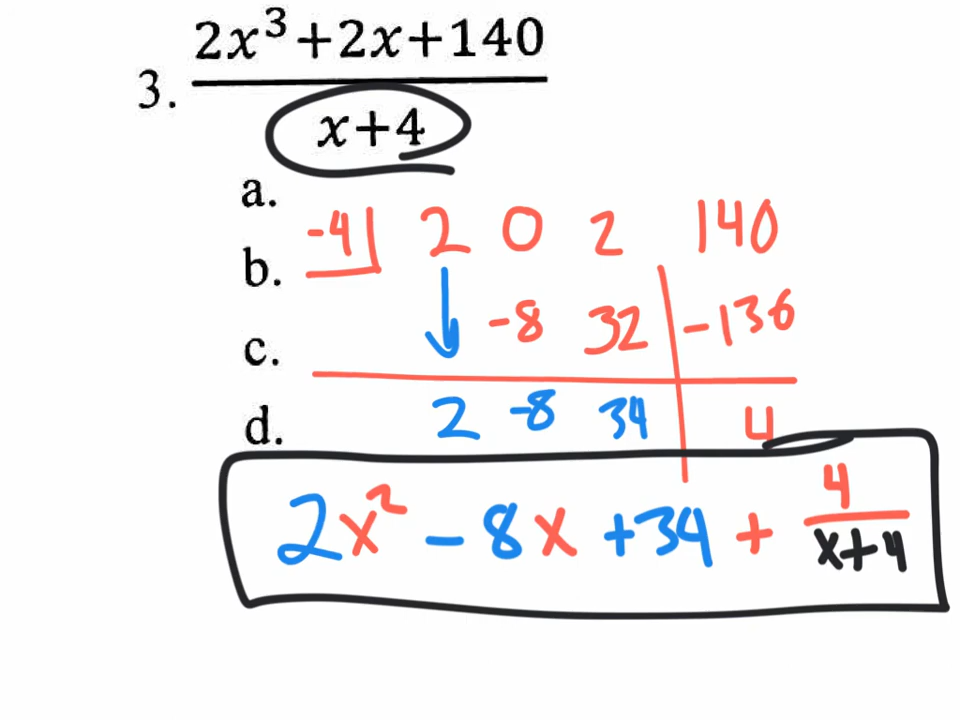 2x³+2x+140
3.
x+4
a.
-4 2 0 2 140
b.
-8 32 -136
c.
2 -8 34 4
d.
2x² - 8x + 34 + 4/x+4